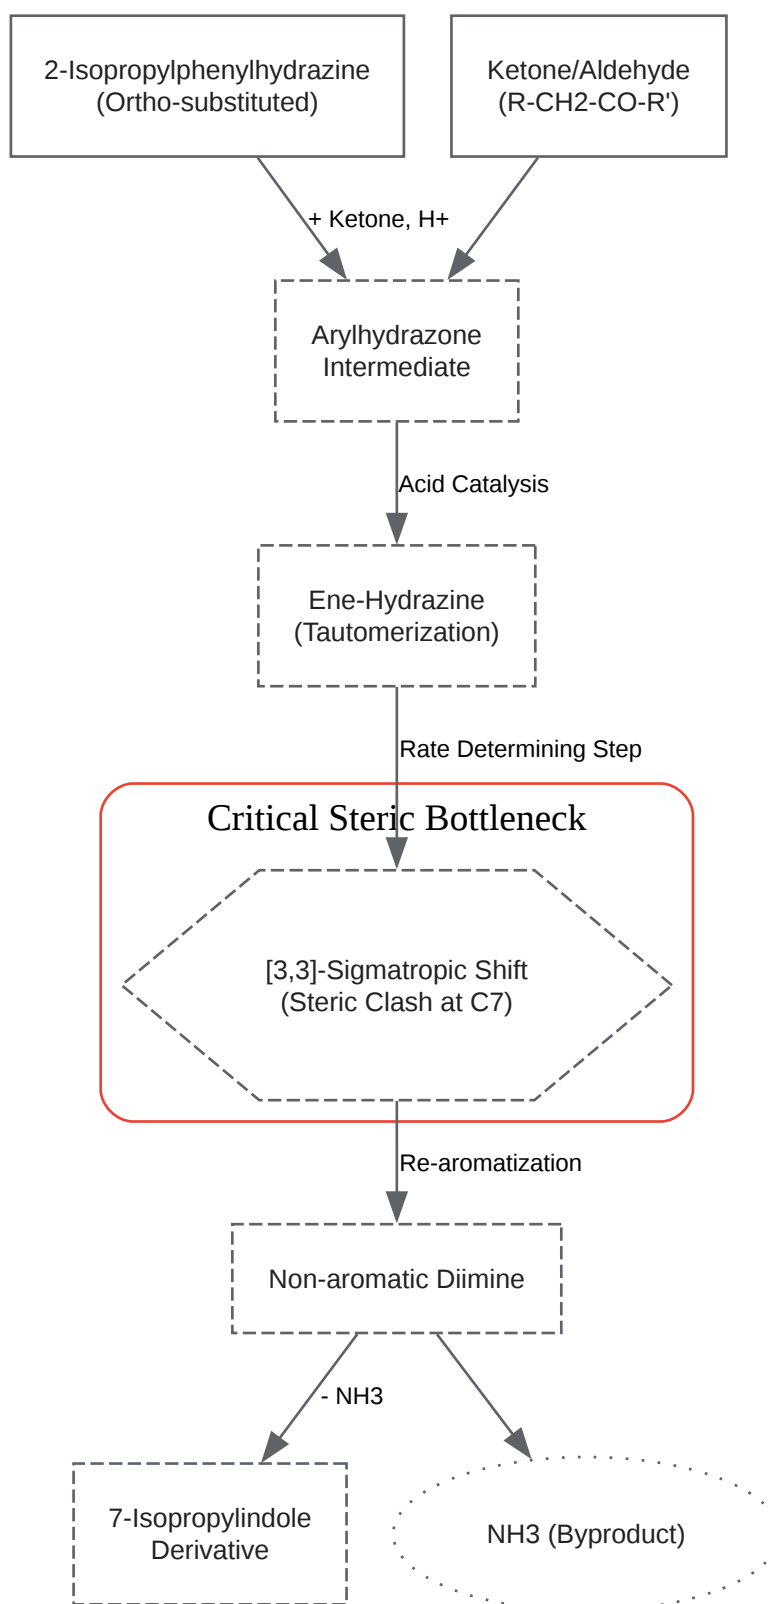 2-Isopropylphenylhydrazine
(Ortho-substituted)
Ketone/Aldehyde
(R-CH2-CO-R')
+ Ketone, H+
Arylhydrazone
Intermediate
Acid Catalysis
Ene-Hydrazine
(Tautomerization)
Rate Determining Step
Critical Steric Bottleneck
[3,3]-Sigmatropic Shift
(Steric Clash at C7)
Re-aromatization
Non-aromatic Diimine
- NH3
7-Isopropylindole
Derivative
NH3 (Byproduct)